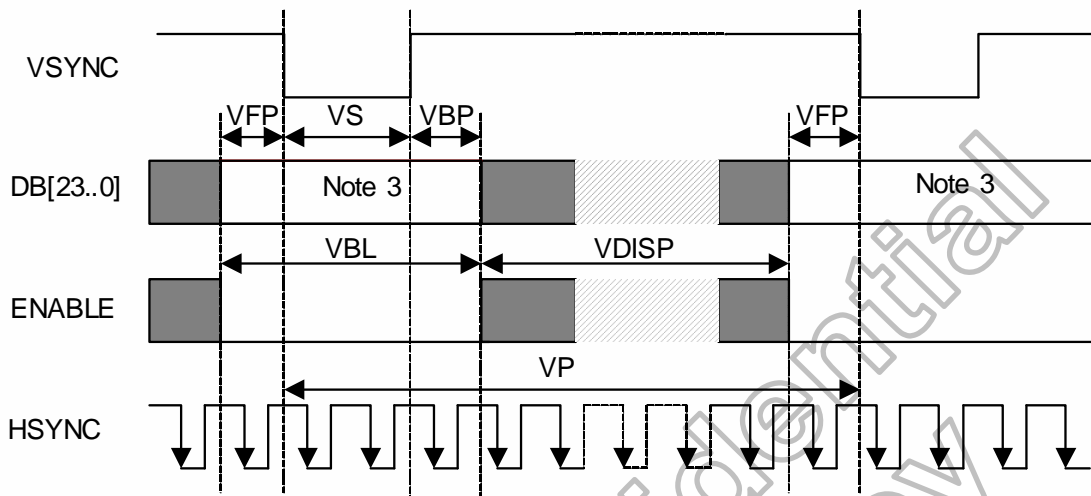 VSYNC
VFP VS VBP VFP
DB[23..0] Note 3 Note 3
VBL VDISP
ENABLE
VP
HSYNC